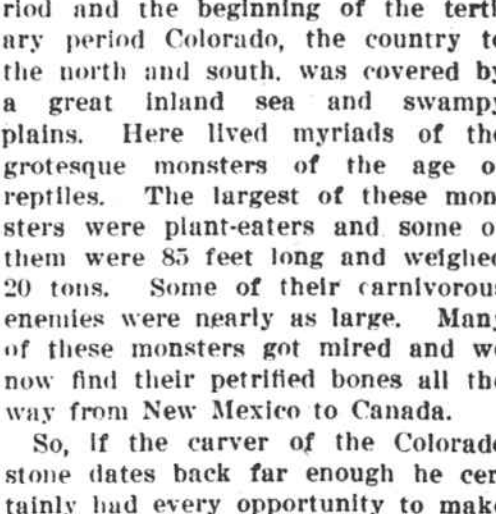 riod and the beginning of the terti
ary period Colorado, the country to
the north and south, was covered by
a great inland sea and swampy
plains. Here lived myriads of the
grotesque monsters of the age of
reptiles. The largest of these mon
sters were plant-eaters and some of
them were 85 feet long and weighed
20 tons. Some of their carnivorous
enemies were nearly as large. Many
of these monsters got mired and we
now find their petrified bones all the
way from New Mexico to Canada.
So, if the carver of the Colorado
stone dates back far enough he cer
tainly had every opportunity to make